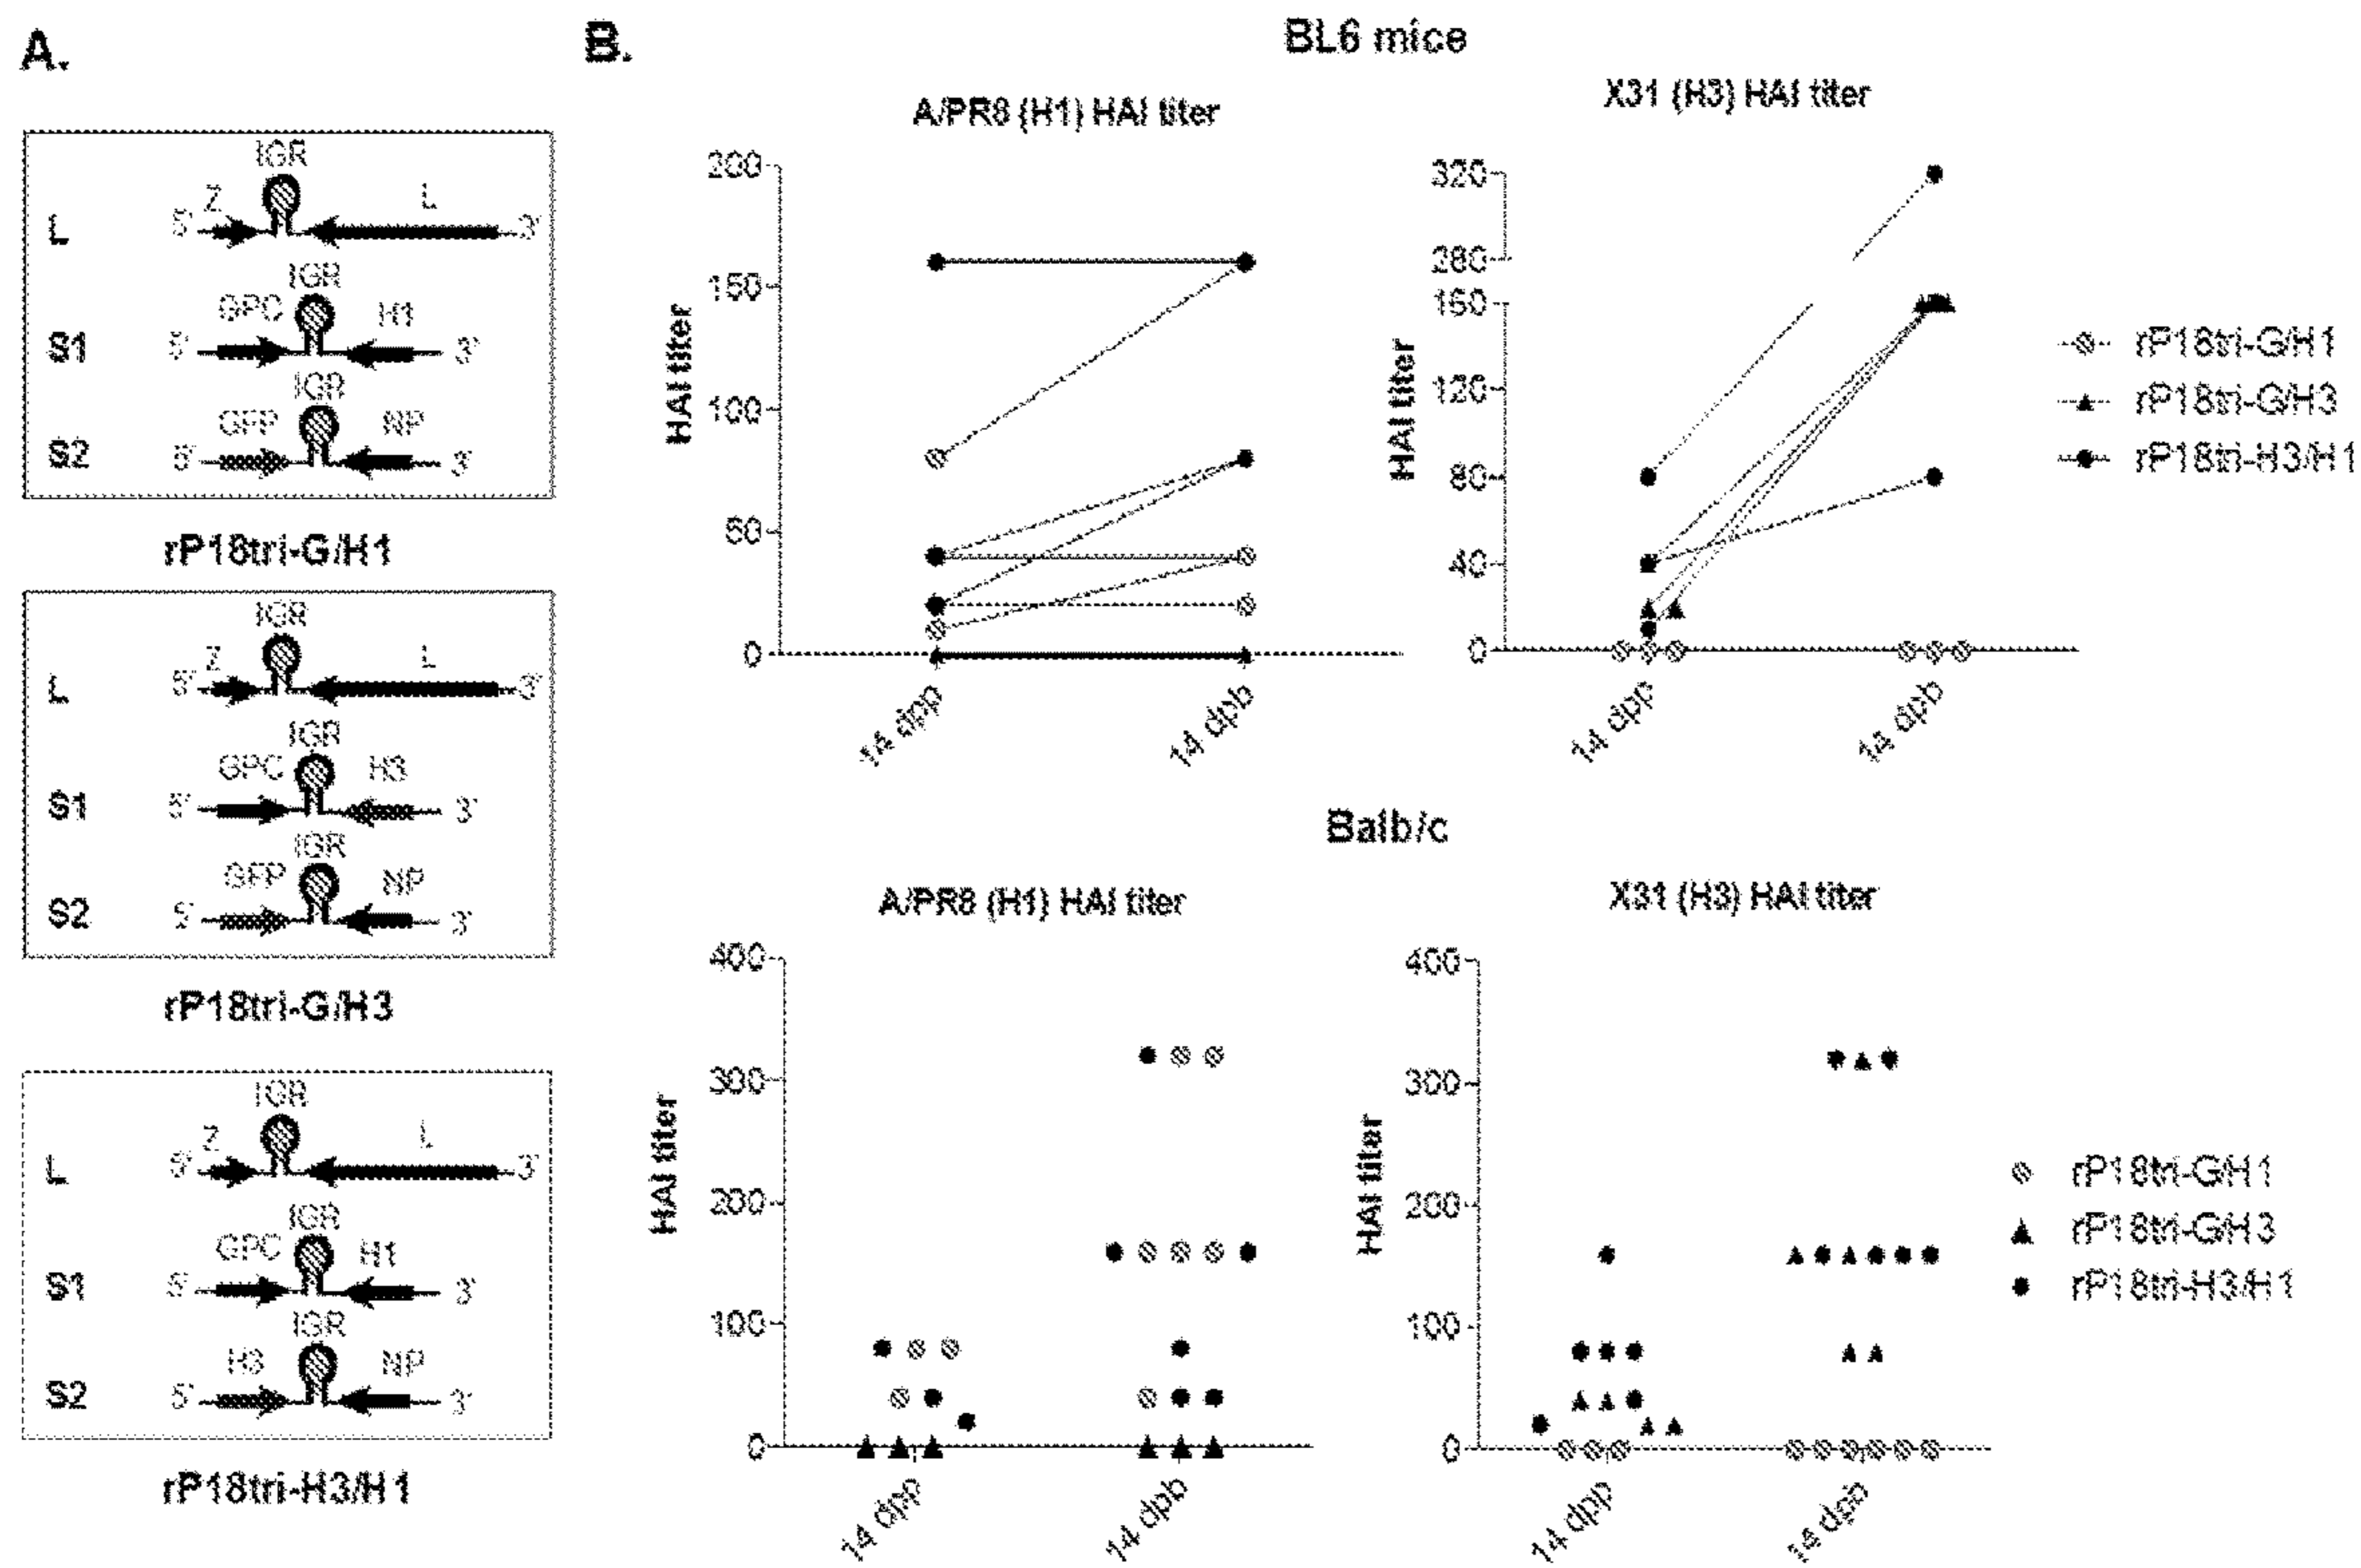 A.
IGR
Z
L
L
5'
3'
IGR
GPC
H1
S1
5'
3'
IGR
GFP
NP
S2
5'
3'
rP18tri-G/H1
IGR
Z
L
L
5'
3'
IGR
GPC
H3
S1
5'
3'
IGR
GFP
NP
S2
5'
3'
rP18tri-G/H3
IGR
Z
L
L
5'
3'
IGR
GPC
H1
S1
5'
3'
IGR
H3
NP
S2
5'
3'
rP18tri-H3/H1
B.
BL6 mice
A/PR8 (H1) HAI titer
HAI titer
200
150
100
50
0
14 dpp
14 dpb
X31 (H3) HAI titer
HAI titer
320
280
160
120
80
40
0
14 dpp
14 dpb
rP18tri-G/H1
rP18tri-G/H3
rP18tri-H3/H1
Balb/c
A/PR8 (H1) HAI titer
HAI titer
400
300
200
100
0
14 dpp
14 dpb
X31 (H3) HAI titer
HAI titer
400
300
200
100
0
14 dpp
14 dpb
rP18tri-G/H1
rP18tri-G/H3
rP18tri-H3/H1